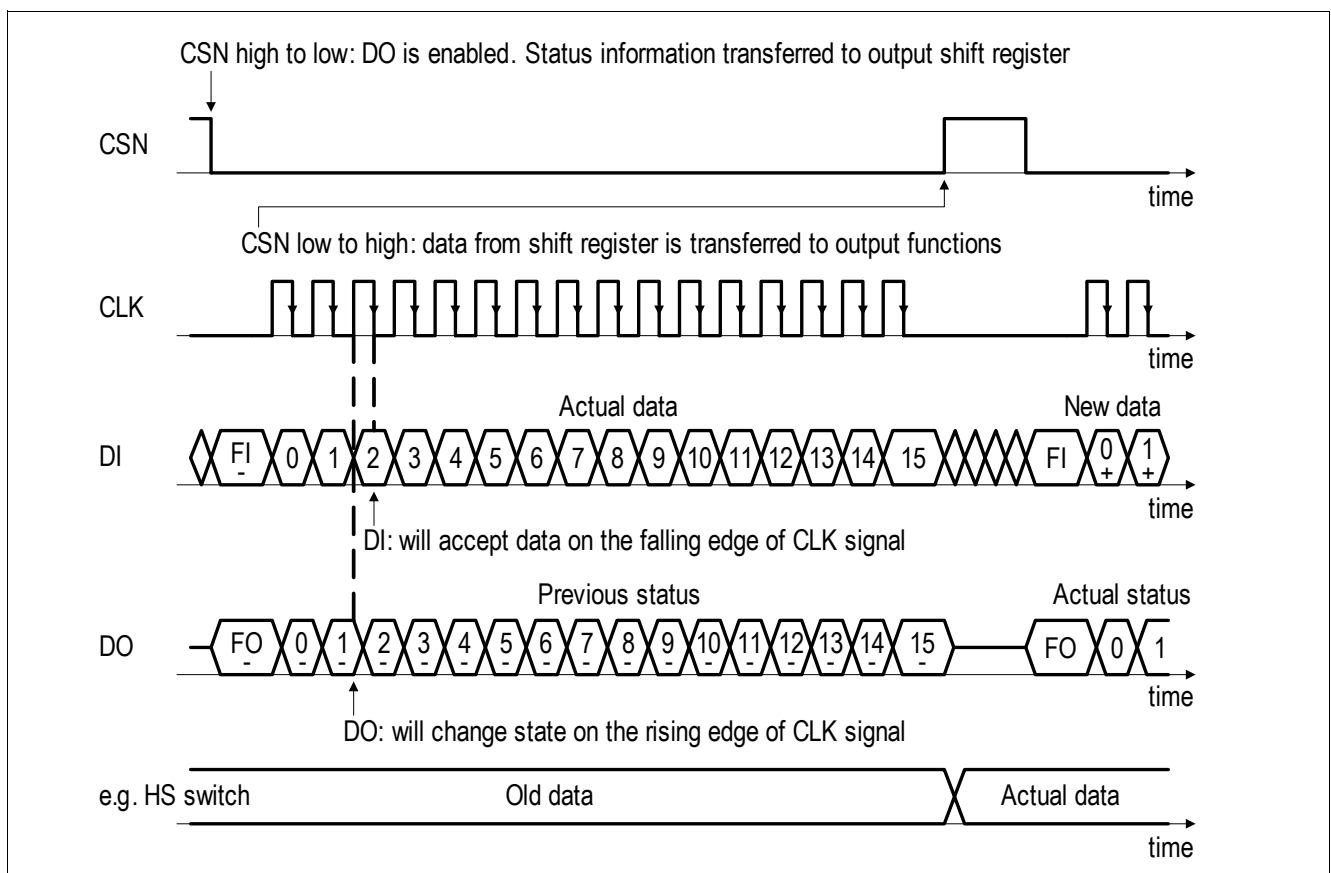 CSN high to low: DO is enabled. Status information transferred to output shift register
CSN
time
CSN low to high: data from shift register is transferred to output functions
CLK
time
Actual data
New data
DI
FI
-
0 1 2 3 4 5 6 7 8 9 10 11 12 13 14 15
FI
0
+
1
+
time
DI: will accept data on the falling edge of CLK signal
Previous status
Actual status
DO
FO
-
0 1 2 3 4 5 6 7 8 9 10 11 12 13 14 15
- - - - - - - - - - - - - - - -
FO 0 1
time
DO: will change state on the rising edge of CLK signal
e.g. HS switch
Old data
Actual data
time